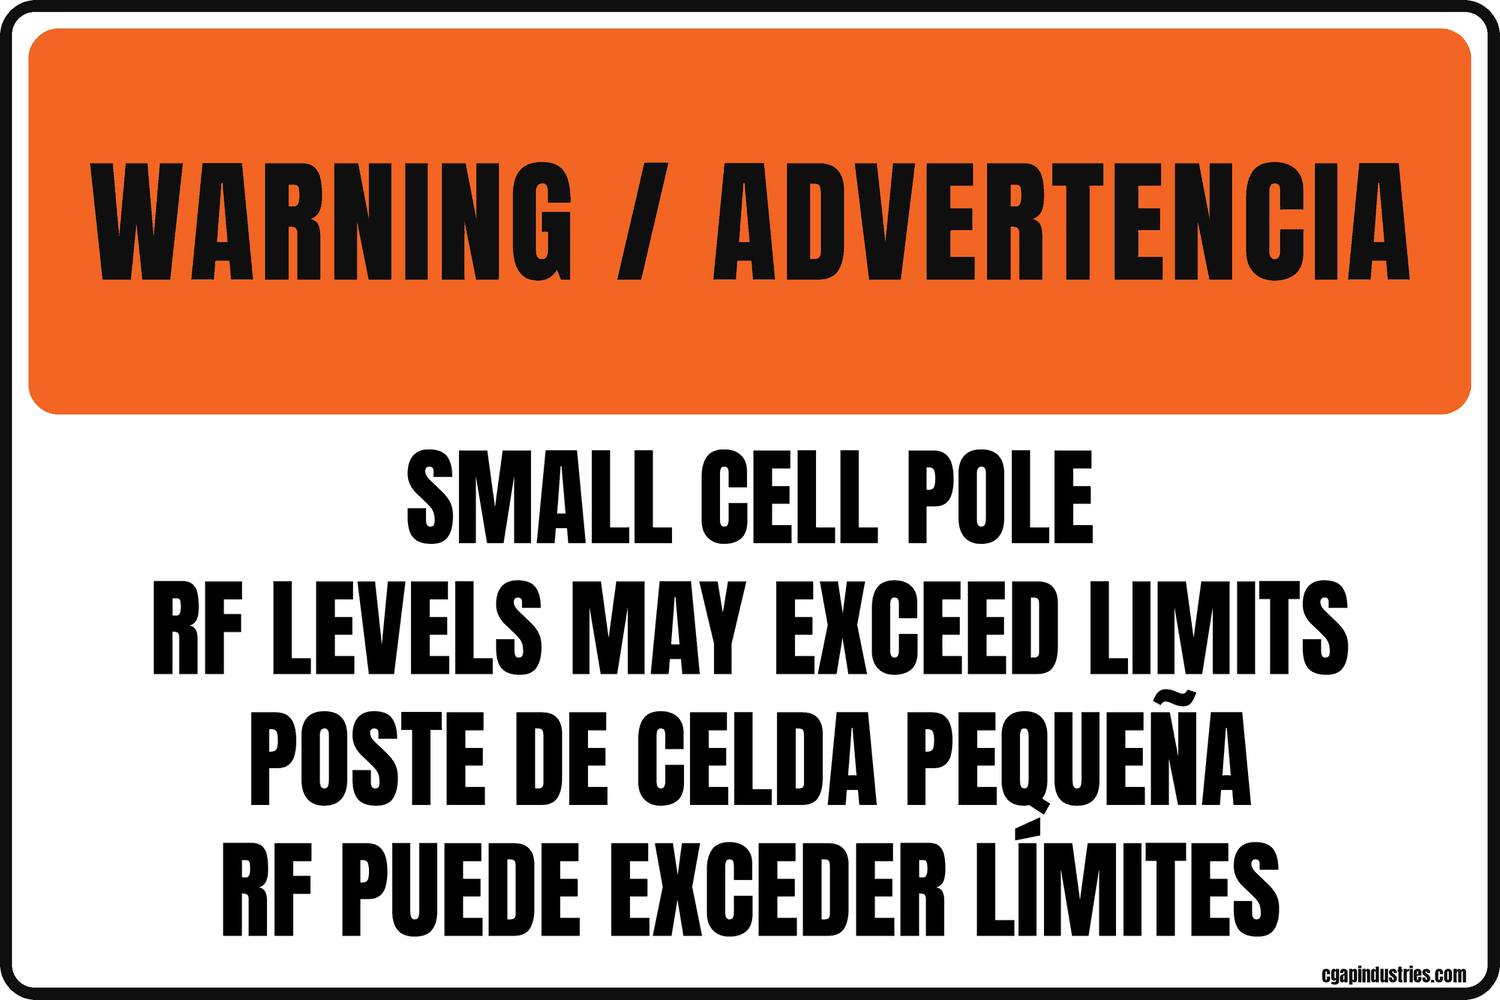 WARNING / ADVERTENCIA
SMALL CELL POLE
RF LEVELS MAY EXCEED LIMITS
POSTE DE CELDA PEQUEÑA
RF PUEDE EXCEDER LÍMITES
cgapindustries.com